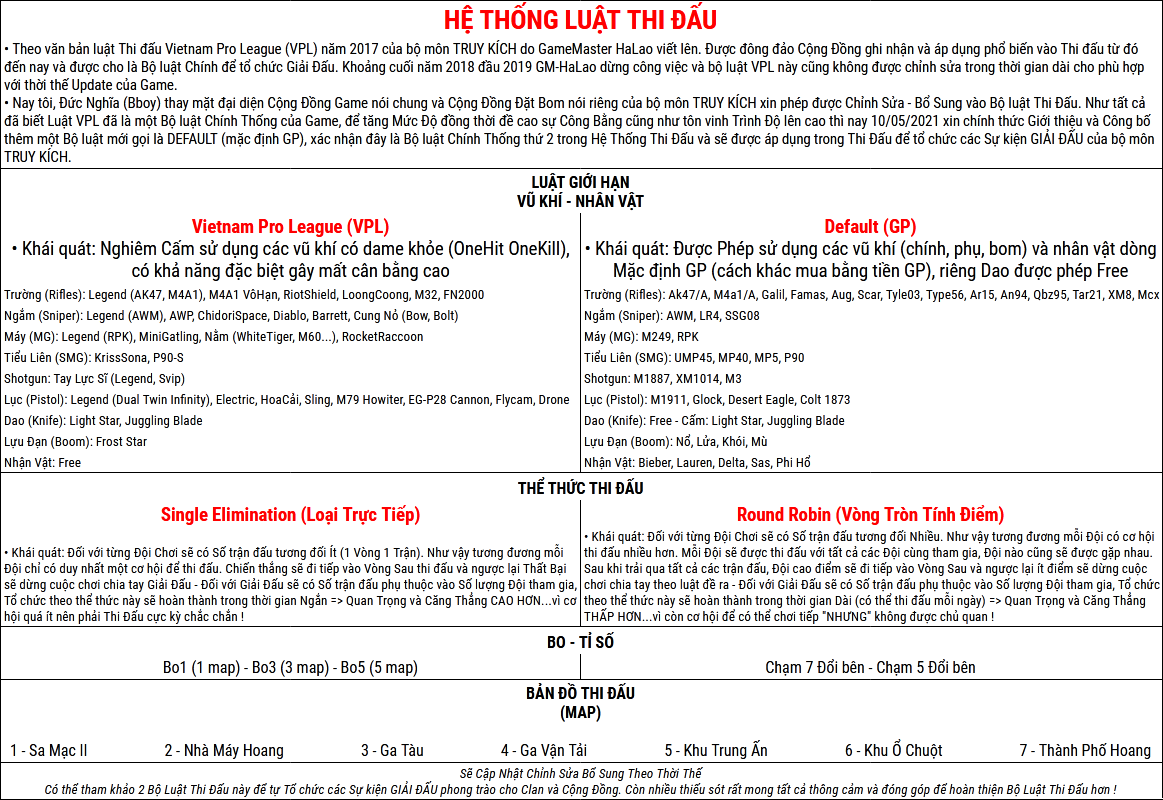 HỆ THỐNG LUẬT THI ĐẤU
• Theo văn bản luật Thi đấu Vietnam Pro League (VPL) năm 2017 của bộ môn TRUY KÍCH do GameMaster HaLao viết lên. Được đông đảo Cộng Đồng ghi nhận và áp dụng phổ biến vào Thi đấu từ đó
đến nay và được cho là Bộ luật Chính để tổ chức Giải Đấu. Khoảng cuối năm 2018 đầu 2019 GM-HaLao dừng công việc và bộ luật VPL này cũng không được chỉnh sửa trong thời gian dài cho phù hợp
với thời thế Update của Game.
• Nay tôi, Đức Nghĩa (Bboy) thay mặt đại diện Cộng Đồng Game nói chung và Cộng Đồng Đặt Bom nói riêng của bộ môn TRUY KÍCH xin phép được Chỉnh Sửa - Bổ Sung vào Bộ luật Thi Đấu. Như tất cả
đã biết Luật VPL đã là một Bộ luật Chính Thống của Game, để tăng Mức Độ đồng thời đề cao sự Công Bằng cũng như tôn vinh Trình Độ lên cao thì nay 10/05/2021 xin chính thức Giới thiệu và Công bố
thêm một Bộ luật mới gọi là DEFAULT (mặc định GP), xác nhận đây là Bộ luật Chính Thống thứ 2 trong Hệ Thống Thi Đấu và sẽ được áp dụng trong Thi Đấu để tổ chức các Sự kiện GIẢI ĐẤU của bộ môn
TRUY KÍCH.
LUẬT GIỚI HẠN
VŨ KHÍ - NHÂN VẬT
Vietnam Pro League (VPL)
• Khái quát: Nghiêm Cấm sử dụng các vũ khí có dame khỏe (OneHit OneKill),
có khả năng đặc biệt gây mất cân bằng cao
Trường (Rifles): Legend (AK47, M4A1), M4A1 VôHạn, RiotShield, LoongCoong, M32, FN2000
Ngắm (Sniper): Legend (AWM), AWP, ChidoriSpace, Diablo, Barrett, Cung Nỏ (Bow, Bolt)
Máy (MG): Legend (RPK), MiniGatling, Nằm (WhiteTiger, M60...), RocketRaccoon
Tiểu Liên (SMG): KrissSona, P90-S
Shotgun: Tay Lực Sĩ (Legend, Svip)
Lục (Pistol): Legend (Dual Twin Infinity), Electric, HoaCải, Sling, M79 Howiter, EG-P28 Cannon, Flycam, Drone
Dao (Knife): Light Star, Juggling Blade
Lựu Đạn (Boom): Frost Star
Nhận Vật: Free
Default (GP)
• Khái quát: Được Phép sử dụng các vũ khí (chính, phụ, bom) và nhân vật dòng
Mặc định GP (cách khác mua bằng tiền GP), riêng Dao được phép Free
Trường (Rifles): Ak47/A, M4a1/A, Galil, Famas, Aug, Scar, Tyle03, Type56, Ar15, An94, Qbz95, Tar21, XM8, Mcx
Ngắm (Sniper): AWM, LR4, SSG08
Máy (MG): M249, RPK
Tiểu Liên (SMG): UMP45, MP40, MP5, P90
Shotgun: M1887, XM1014, M3
Lục (Pistol): M1911, Glock, Desert Eagle, Colt 1873
Dao (Knife): Free - Cấm: Light Star, Juggling Blade
Lựu Đạn (Boom): Nổ, Lửa, Khói, Mù
Nhận Vật: Bieber, Lauren, Delta, Sas, Phi Hổ
THỂ THỨC THI ĐẤU
Single Elimination (Loại Trực Tiếp)
• Khái quát: Đối với từng Đội Chơi sẽ có Số trận đấu tương đối Ít (1 Vòng 1 Trận). Như vậy tương đương mỗi
Đội chỉ có duy nhất một cơ hội để thi đấu. Chiến thắng sẽ đi tiếp vào Vòng Sau thi đấu và ngược lại Thất Bại
sẽ dừng cuộc chơi chia tay Giải Đấu - Đối với Giải Đấu sẽ có Số trận đấu phụ thuộc vào Số lượng Đội tham gia,
Tổ chức theo thể thức này sẽ hoàn thành trong thời gian Ngắn => Quan Trọng và Căng Thẳng CAO HƠN...vì cơ
hội quá ít nên phải Thi Đấu cực kỳ chắc chắn !
Round Robin (Vòng Tròn Tính Điểm)
• Khái quát: Đối với từng Đội Chơi sẽ có Số trận đấu tương đối Nhiều. Như vậy tương đương mỗi Đội có cơ hội
thi đấu nhiều hơn. Mỗi Đội sẽ được thi đấu với tất cả các Đội cùng tham gia, Đội nào cũng sẽ được gặp nhau.
Sau khi trải qua tất cả các trận đấu, Đội cao điểm sẽ đi tiếp vào Vòng Sau và ngược lại ít điểm sẽ dừng cuộc
chơi chia tay theo luật đề ra - Đối với Giải Đấu sẽ có Số trận đấu phụ thuộc vào Số lượng Đội tham gia, Tổ chức
theo thể thức này sẽ hoàn thành trong thời gian Dài (có thể thi đấu mỗi ngày) => Quan Trọng và Căng Thẳng
THẤP HƠN...vì còn cơ hội để có thể chơi tiếp "NHƯNG" không được chủ quan !
BO - TỈ SỐ
Bo1 (1 map) - Bo3 (3 map) - Bo5 (5 map)
Chạm 7 Đổi bên - Chạm 5 Đổi bên
BẢN ĐỒ THI ĐẤU
(MAP)
1 - Sa Mạc II 2 - Nhà Máy Hoang 3 - Ga Tàu 4 - Ga Vận Tải 5 - Khu Trung Ấn 6 - Khu Ổ Chuột 7 - Thành Phố Hoang
Sẽ Cập Nhật Chỉnh Sửa Bổ Sung Theo Thời Thế
Có thể tham khảo 2 Bộ Luật Thi Đấu này để tự Tổ chức các Sự kiện GIẢI ĐẤU phong trào cho Clan và Cộng Đồng. Còn nhiều thiếu sót rất mong tất cả thông cảm và đóng góp để hoàn thiện Bộ Luật Thi Đấu hơn !